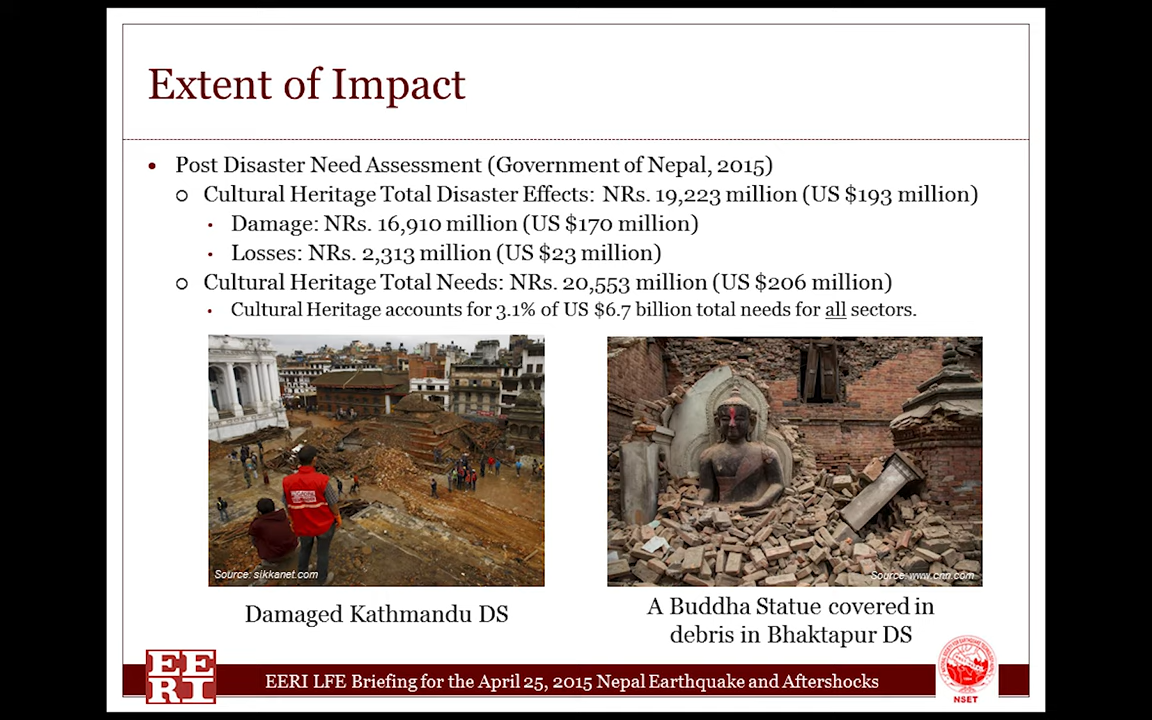 Extent of Impact
• Post Disaster Need Assessment (Government of Nepal, 2015)
Cultural Heritage Total Disaster Effects: NRs. 19,223 million (US $193 million)
• Damage: NRs. 16,910 million (US $170 million)
• Losses: NRs. 2,313 million (US $23 million)
Cultural Heritage Total Needs: NRs. 20,553 million (US $206 million)
• Cultural Heritage accounts for 3.1% of US $6.7 billion total needs for all sectors.
Source: sikkanet.com
Source: www.cnn.com
Damaged Kathmandu DS
A Buddha Statue covered in
debris in Bhaktapur DS
EE
RI
EERI LFE Briefing for the April 25, 2015 Nepal Earthquake and Aftershocks
NSET